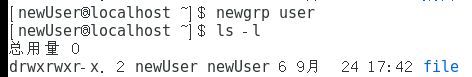 [newUser@localhost ~]$ newgrp user
[newUser@localhost ~]$ ls -l
总用量 0
drwxrwxr-x. 2 newUser newUser 6 9月  24 17:42 file